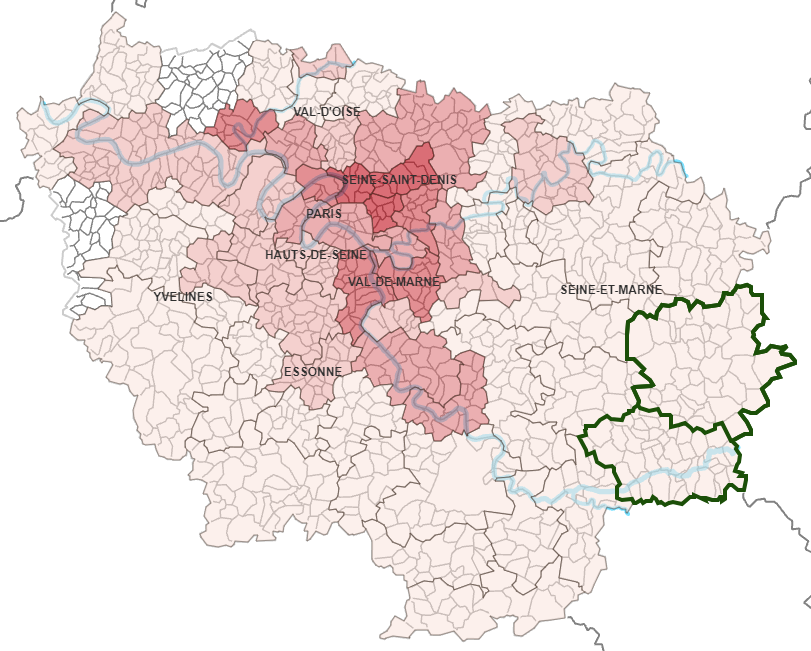 VAL-D'OISE
SEINE-SAINT-DENIS
PARIS
HAUTS-DE-SEINE
VAL-DE-MARNE
SEINE-ET-MARNE
YVELINES
ESSONNE